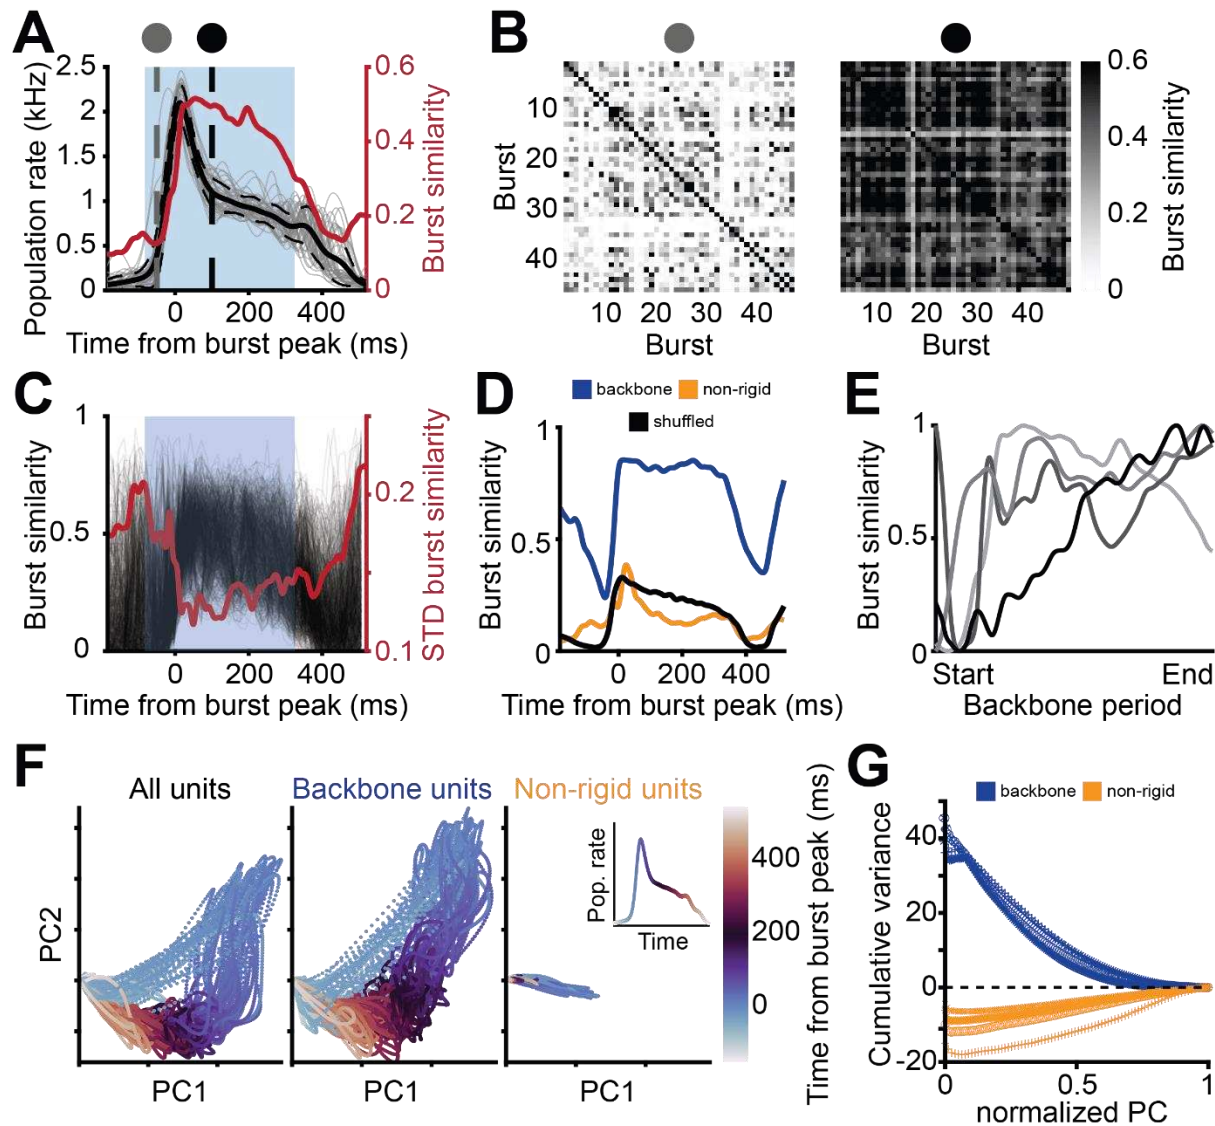 A
Population rate (kHz)
2.5
2
1.5
1
0.5
0
0.6
0.4
0.2
0
Burst similarity
0 200 400
Time from burst peak (ms)
B
Burst
10
20
30
40
10 20 30 40
Burst
10 20 30 40
Burst
0.6
0.4
0.2
0
Burst similarity
C
Burst similarity
1
0.5
0
0.2
0.1
STD burst similarity
0 200 400
Time from burst peak (ms)
D
backbone non-rigid
shuffled
Burst similarity
1
0.5
0
0 200 400
Time from burst peak (ms)
E
Burst similarity
1
0.5
0
Start End
Backbone period
F
All units
Backbone units
Non-rigid units
PC2
PC1
PC1
PC1
Pop. rate
Time
400
200
0
Time from burst peak (ms)
G
backbone non-rigid
Cumulative variance
40
20
0
-20
0 0.5 1
normalized PC